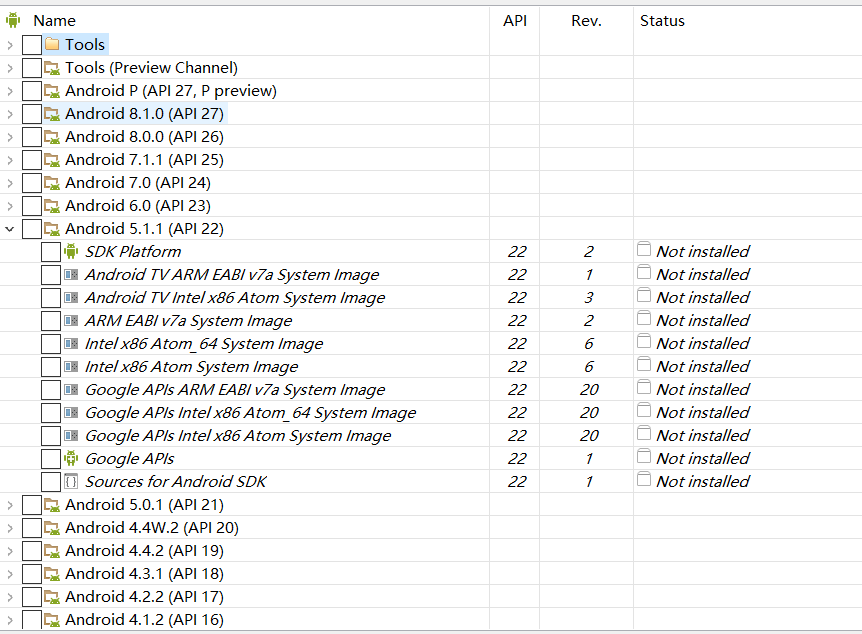 Name API Rev. Status
Tools
Tools (Preview Channel)
Android P (API 27, P preview)
Android 8.1.0 (API 27)
Android 8.0.0 (API 26)
Android 7.1.1 (API 25)
Android 7.0 (API 24)
Android 6.0 (API 23)
Android 5.1.1 (API 22)
SDK Platform 22 2 Not installed
Android TV ARM EABI v7a System Image 22 1 Not installed
Android TV Intel x86 Atom System Image 22 3 Not installed
ARM EABI v7a System Image 22 2 Not installed
Intel x86 Atom_64 System Image 22 6 Not installed
Intel x86 Atom System Image 22 6 Not installed
Google APIs ARM EABI v7a System Image 22 20 Not installed
Google APIs Intel x86 Atom_64 System Image 22 20 Not installed
Google APIs Intel x86 Atom System Image 22 20 Not installed
Google APIs 22 1 Not installed
Sources for Android SDK 22 1 Not installed
Android 5.0.1 (API 21)
Android 4.4W.2 (API 20)
Android 4.4.2 (API 19)
Android 4.3.1 (API 18)
Android 4.2.2 (API 17)
Android 4.1.2 (API 16)